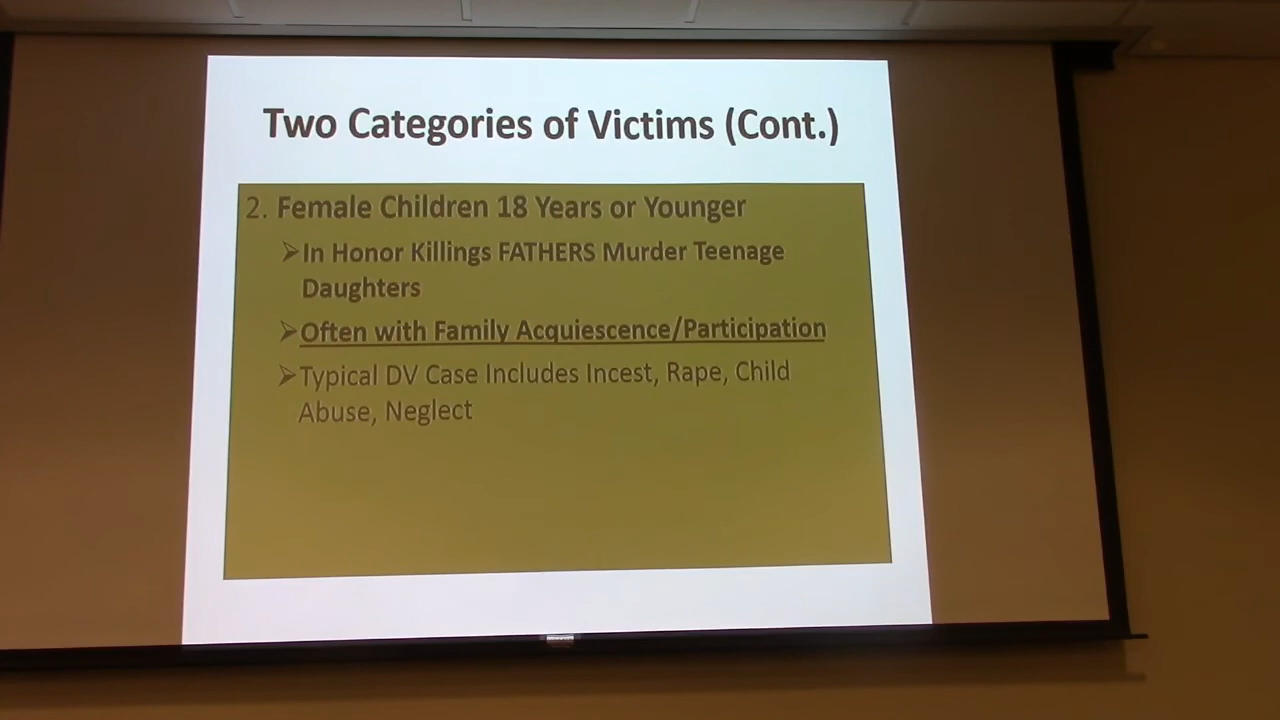 Two Categories of Victims (Cont.)
2. Female Children 18 Years or Younger
➢In Honor Killings FATHERS Murder Teenage
Daughters
➢Often with Family Acquiescence/Participation
➢Typical DV Case Includes Incest, Rape, Child
Abuse, Neglect